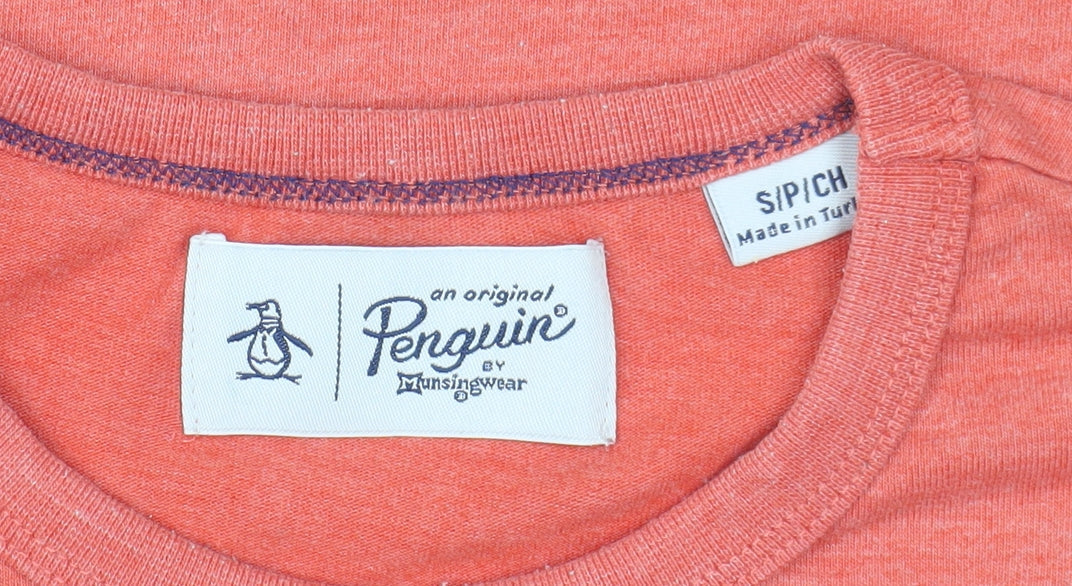 an original
Penguin®
BY
Munsingwear
®
S/P/CH
Made in